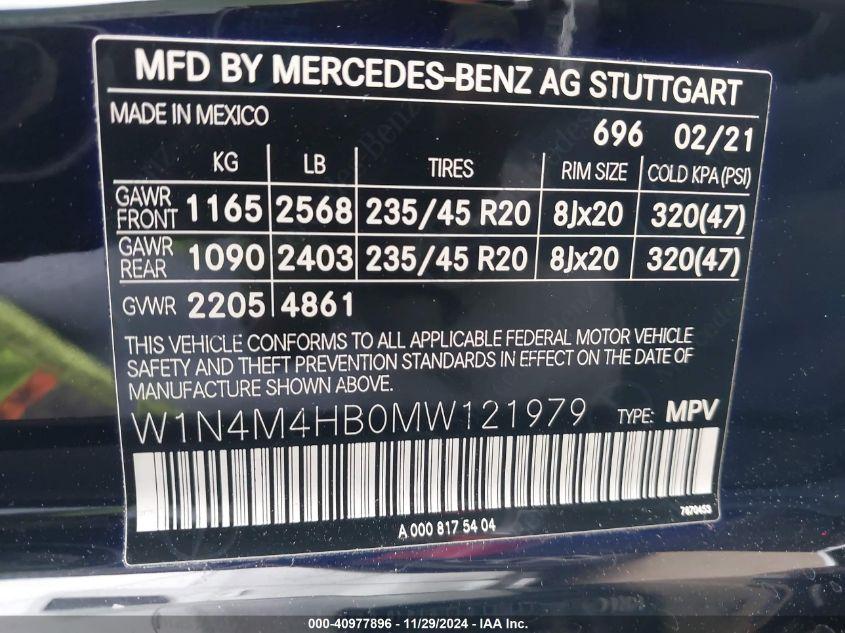 MFD BY MERCEDES-BENZ AG STUTTGART
MADE IN MEXICO
696 02/21
KG LB TIRES RIM SIZE COLD KPA (PSI)
GAWR FRONT 1165 2568 235/45 R20 8Jx20 320(47)
GAWR REAR 1090 2403 235/45 R20 8Jx20 320(47)
GVWR 2205 4861
THIS VEHICLE CONFORMS TO ALL APPLICABLE FEDERAL MOTOR VEHICLE
SAFETY AND THEFT PREVENTION STANDARDS IN EFFECT ON THE DATE OF
MANUFACTURE SHOWN ABOVE.
W1N4M4HB0MW121979 TYPE: MPV
7870453
A 000 817 54 04
000-40977896 - 11/29/2024 - IAA Inc.